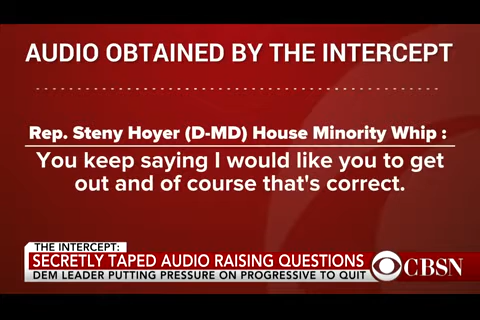 AUDIO OBTAINED BY THE INTERCEPT
Rep. Steny Hoyer (D-MD) House Minority Whip :
You keep saying I would like you to get
out and of course that's correct.
THE INTERCEPT:
SECRETLY TAPED AUDIO RAISING QUESTIONS
DEM LEADER PUTTING PRESSURE ON PROGRESSIVE TO QUIT
CBSN